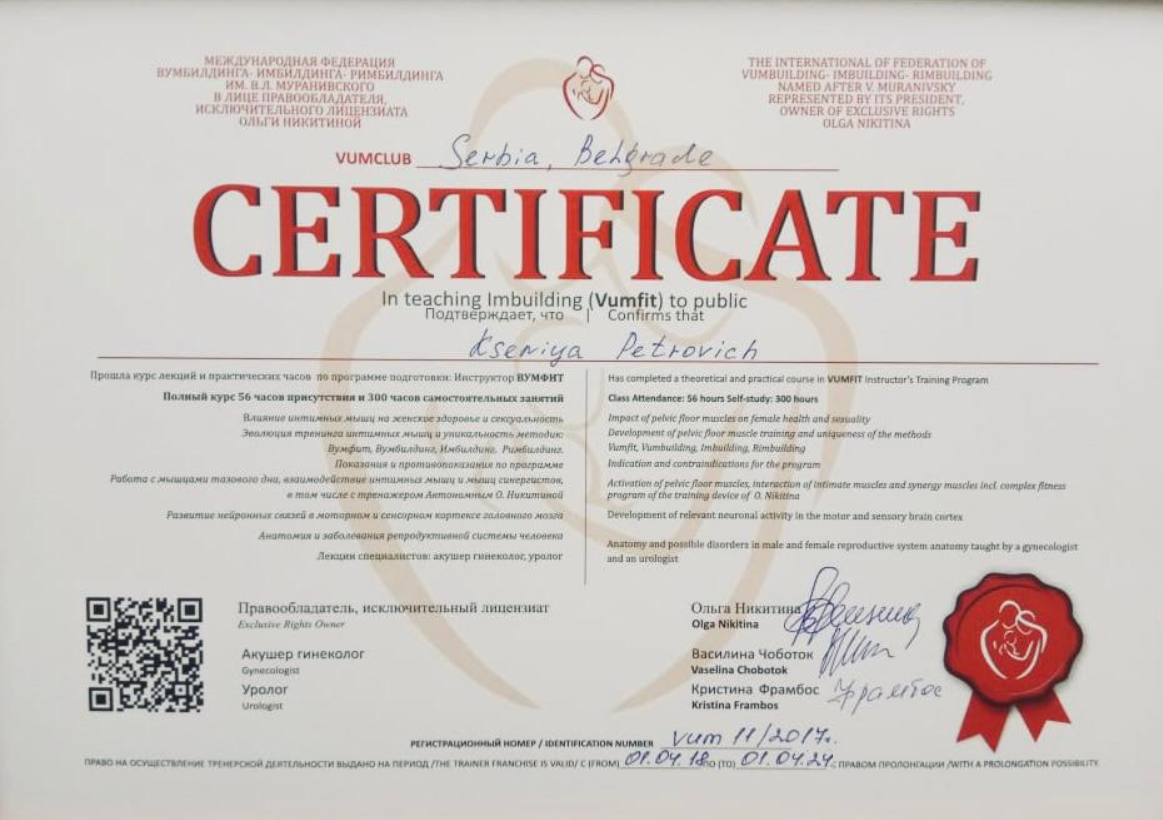 МЕЖДУНАРОДНАЯ ФЕДЕРАЦИЯ
ВУМБИЛДИНГА- ИМБИЛДИНГА- РИМБИЛДИНГА
ИМ. В.Л. МУРАНИВСКОГО
В ЛИЦЕ ПРАВООБЛАДАТЕЛЯ,
ИСКЛЮЧИТЕЛЬНОГО ЛИЦЕНЗИАТА
ОЛЬГИ НИКИТИНОЙ
THE INTERNATIONAL OF FEDERATION OF
VUMBUILDING- IMBUILDING- RIMBUILDING
NAMED AFTER V. MURANIVSKY
REPRESENTED BY ITS PRESIDENT,
OWNER OF EXCLUSIVE RIGHTS
OLGA NIKITINA
VUMCLUB Serbia, Belgrade
CERTIFICATE
In teaching Imbuilding (Vumfit) to public
Подтверждает, что | Confirms that
Kseniya Petrovich
Прошла курс лекций и практических часов по программе подготовки: Инструктор ВУМФИТ
Полный курс 56 часов присутствия и 300 часов самостоятельных занятий
Влияние интимных мышц на женское здоровье и сексуальность
Эволюция тренинга интимных мышц и уникальность методик:
Вумфит, Вумбилдинг, Имбилдинг, Римбилдинг.
Показания и противопоказания по программе
Работа с мышцами тазового дна, взаимодействие интимных мышц и мышц синергистов,
в том числе с тренажером Автономным О. Никитиной
Развитие нейронных связей в моторном и сенсорном кортексе головного мозга
Анатомия и заболевания репродуктивной системы человека
Лекции специалистов: акушер гинеколог, уролог
Has completed a theoretical and practical course in VUMFIT Instructor's Training Program
Class Attendance: 56 hours Self-study: 300 hours
Impact of pelvic floor muscles on female health and sexuality
Development of pelvic floor muscle training and uniqueness of the methods
Vumfit, Vumbuilding, Imbuilding, Rimbuilding
Indication and contraindications for the program
Activation of pelvic floor muscles, interaction of intimate muscles and synergy muscles incl. complex fitness
program of the training device of O. Nikitina
Development of relevant neuronal activity in the motor and sensory brain cortex
Anatomy and possible disorders in male and female reproductive system anatomy taught by a gynecologist
and an urologist
Правообладатель, исключительный лицензиат
Exclusive Rights Owner
Акушер гинеколог
Gynecologist
Уролог
Urologist
Ольга Никитина
Olga Nikitina
Василина Чоботок
Vaselina Chobotok
Кристина Фрамбос Фрамбос
Kristina Frambos
РЕГИСТРАЦИОННЫЙ НОМЕР / IDENTIFICATION NUMBER Vum 11/2017г.
ПРАВО НА ОСУЩЕСТВЛЕНИЕ ТРЕНЕРСКОЙ ДЕЯТЕЛЬНОСТИ ВЫДАНО НА ПЕРИОД /THE TRAINER FRANCHISE IS VALID/ С (FROM) 01.04.18 ПО (TO) 01.04.24. С ПРАВОМ ПРОЛОНГАЦИИ /WITH A PROLONGATION POSSIBILITY